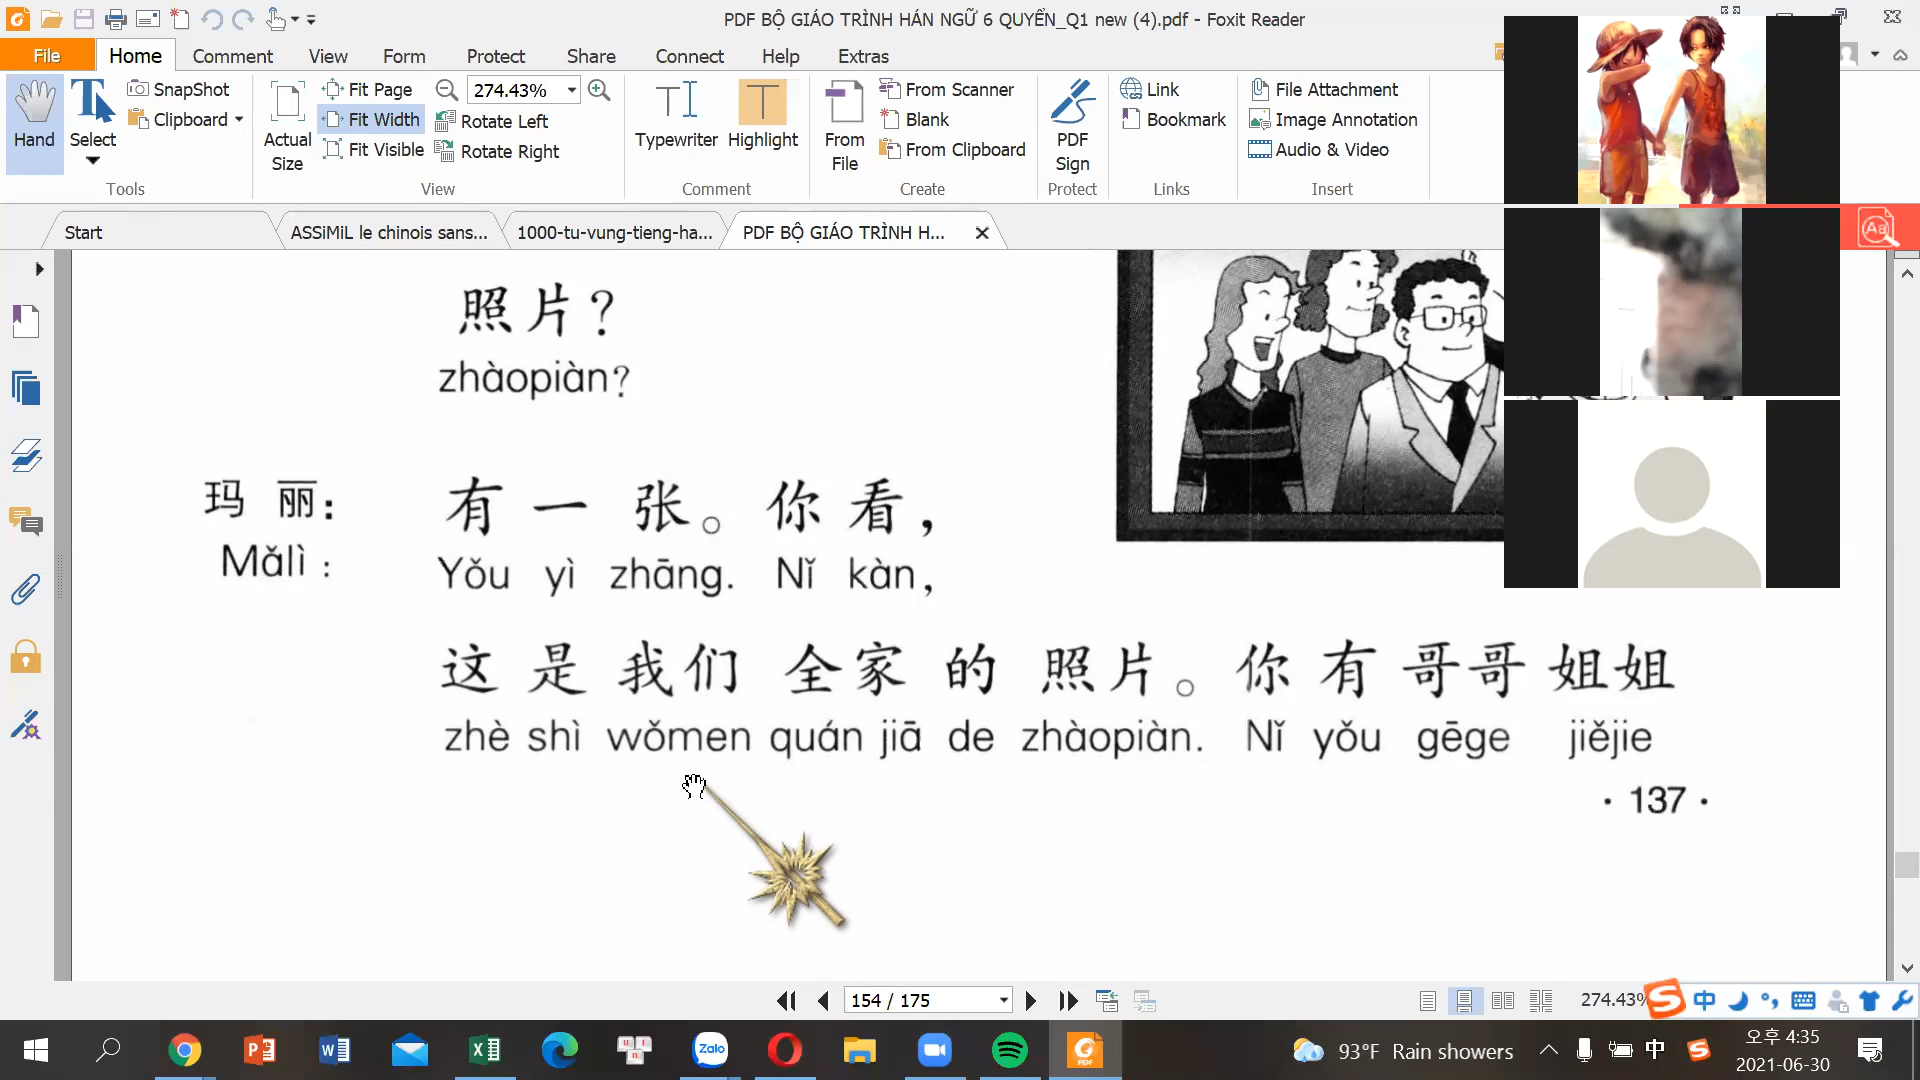 PDF BỘ GIÁO TRÌNH HÁN NGỮ 6 QUYỂN_Q1 new (4).pdf - Foxit Reader
File Home Comment View Form Protect Share Connect Help Extras
Hand
Select
SnapShot
Clipboard
Tools
Actual Size
Fit Page
Fit Width
Fit Visible
274.43%
Rotate Left
Rotate Right
View
Typewriter
Highlight
Comment
From File
From Scanner
Blank
From Clipboard
Create
PDF Sign
Protect
Link
Bookmark
Links
File Attachment
Image Annotation
Audio & Video
Insert
Start
ASSiMiL le chinois sans...
1000-tu-vung-tieng-ha...
PDF BỘ GIÁO TRÌNH H...
照片？
zhàopiàn?
玛丽： 有 一 张。你 看，
Mǎlì : Yǒu yì zhāng. Nǐ kàn,
这 是 我们 全家 的 照片。你 有 哥哥 姐姐
zhè shì wǒmen quán jiā de zhàopiàn. Nǐ yǒu gēge jiějie
· 137 ·
154 / 175
274.43%
中
Zalo
93°F Rain showers
中
오후 4:35
2021-06-30